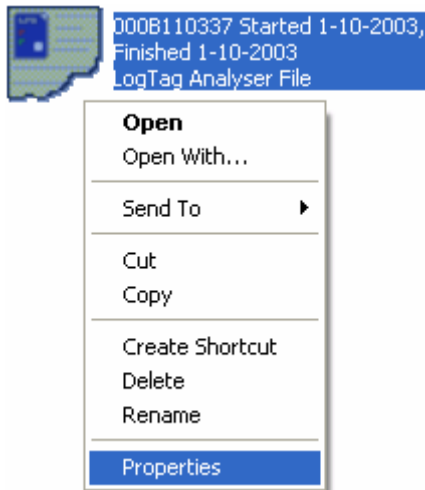 000B110337 Started 1-10-2003,
Finished 1-10-2003
LogTag Analyser File
Open
Open With...
Send To
Cut
Copy
Create Shortcut
Delete
Rename
Properties